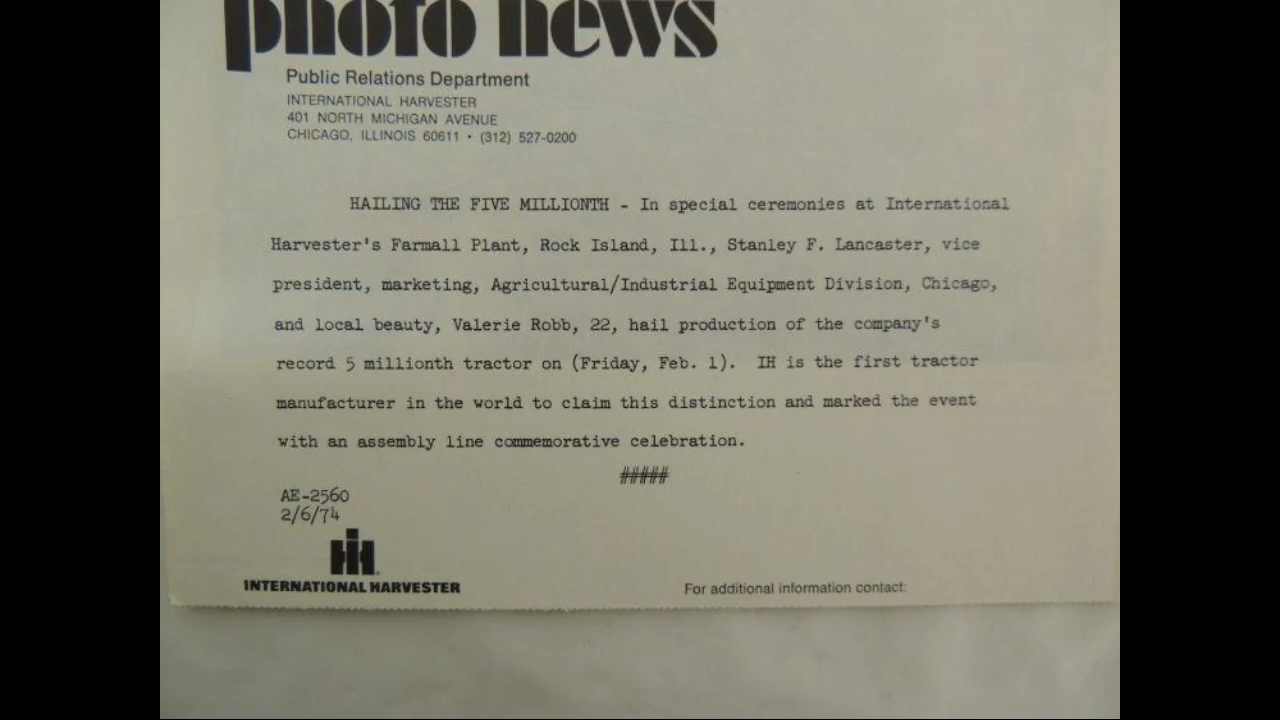 photo news
Public Relations Department
INTERNATIONAL HARVESTER
401 NORTH MICHIGAN AVENUE
CHICAGO, ILLINOIS 60611 • (312) 527-0200
HAILING THE FIVE MILLIONTH - In special ceremonies at International
Harvester's Farmall Plant, Rock Island, Ill., Stanley F. Lancaster, vice
president, marketing, Agricultural/Industrial Equipment Division, Chicago,
and local beauty, Valerie Robb, 22, hail production of the company's
record 5 millionth tractor on (Friday, Feb. 1). IH is the first tractor
manufacturer in the world to claim this distinction and marked the event
with an assembly line commemorative celebration.
#####
AE-2560
2/6/74
IH
INTERNATIONAL HARVESTER
For additional information contact: